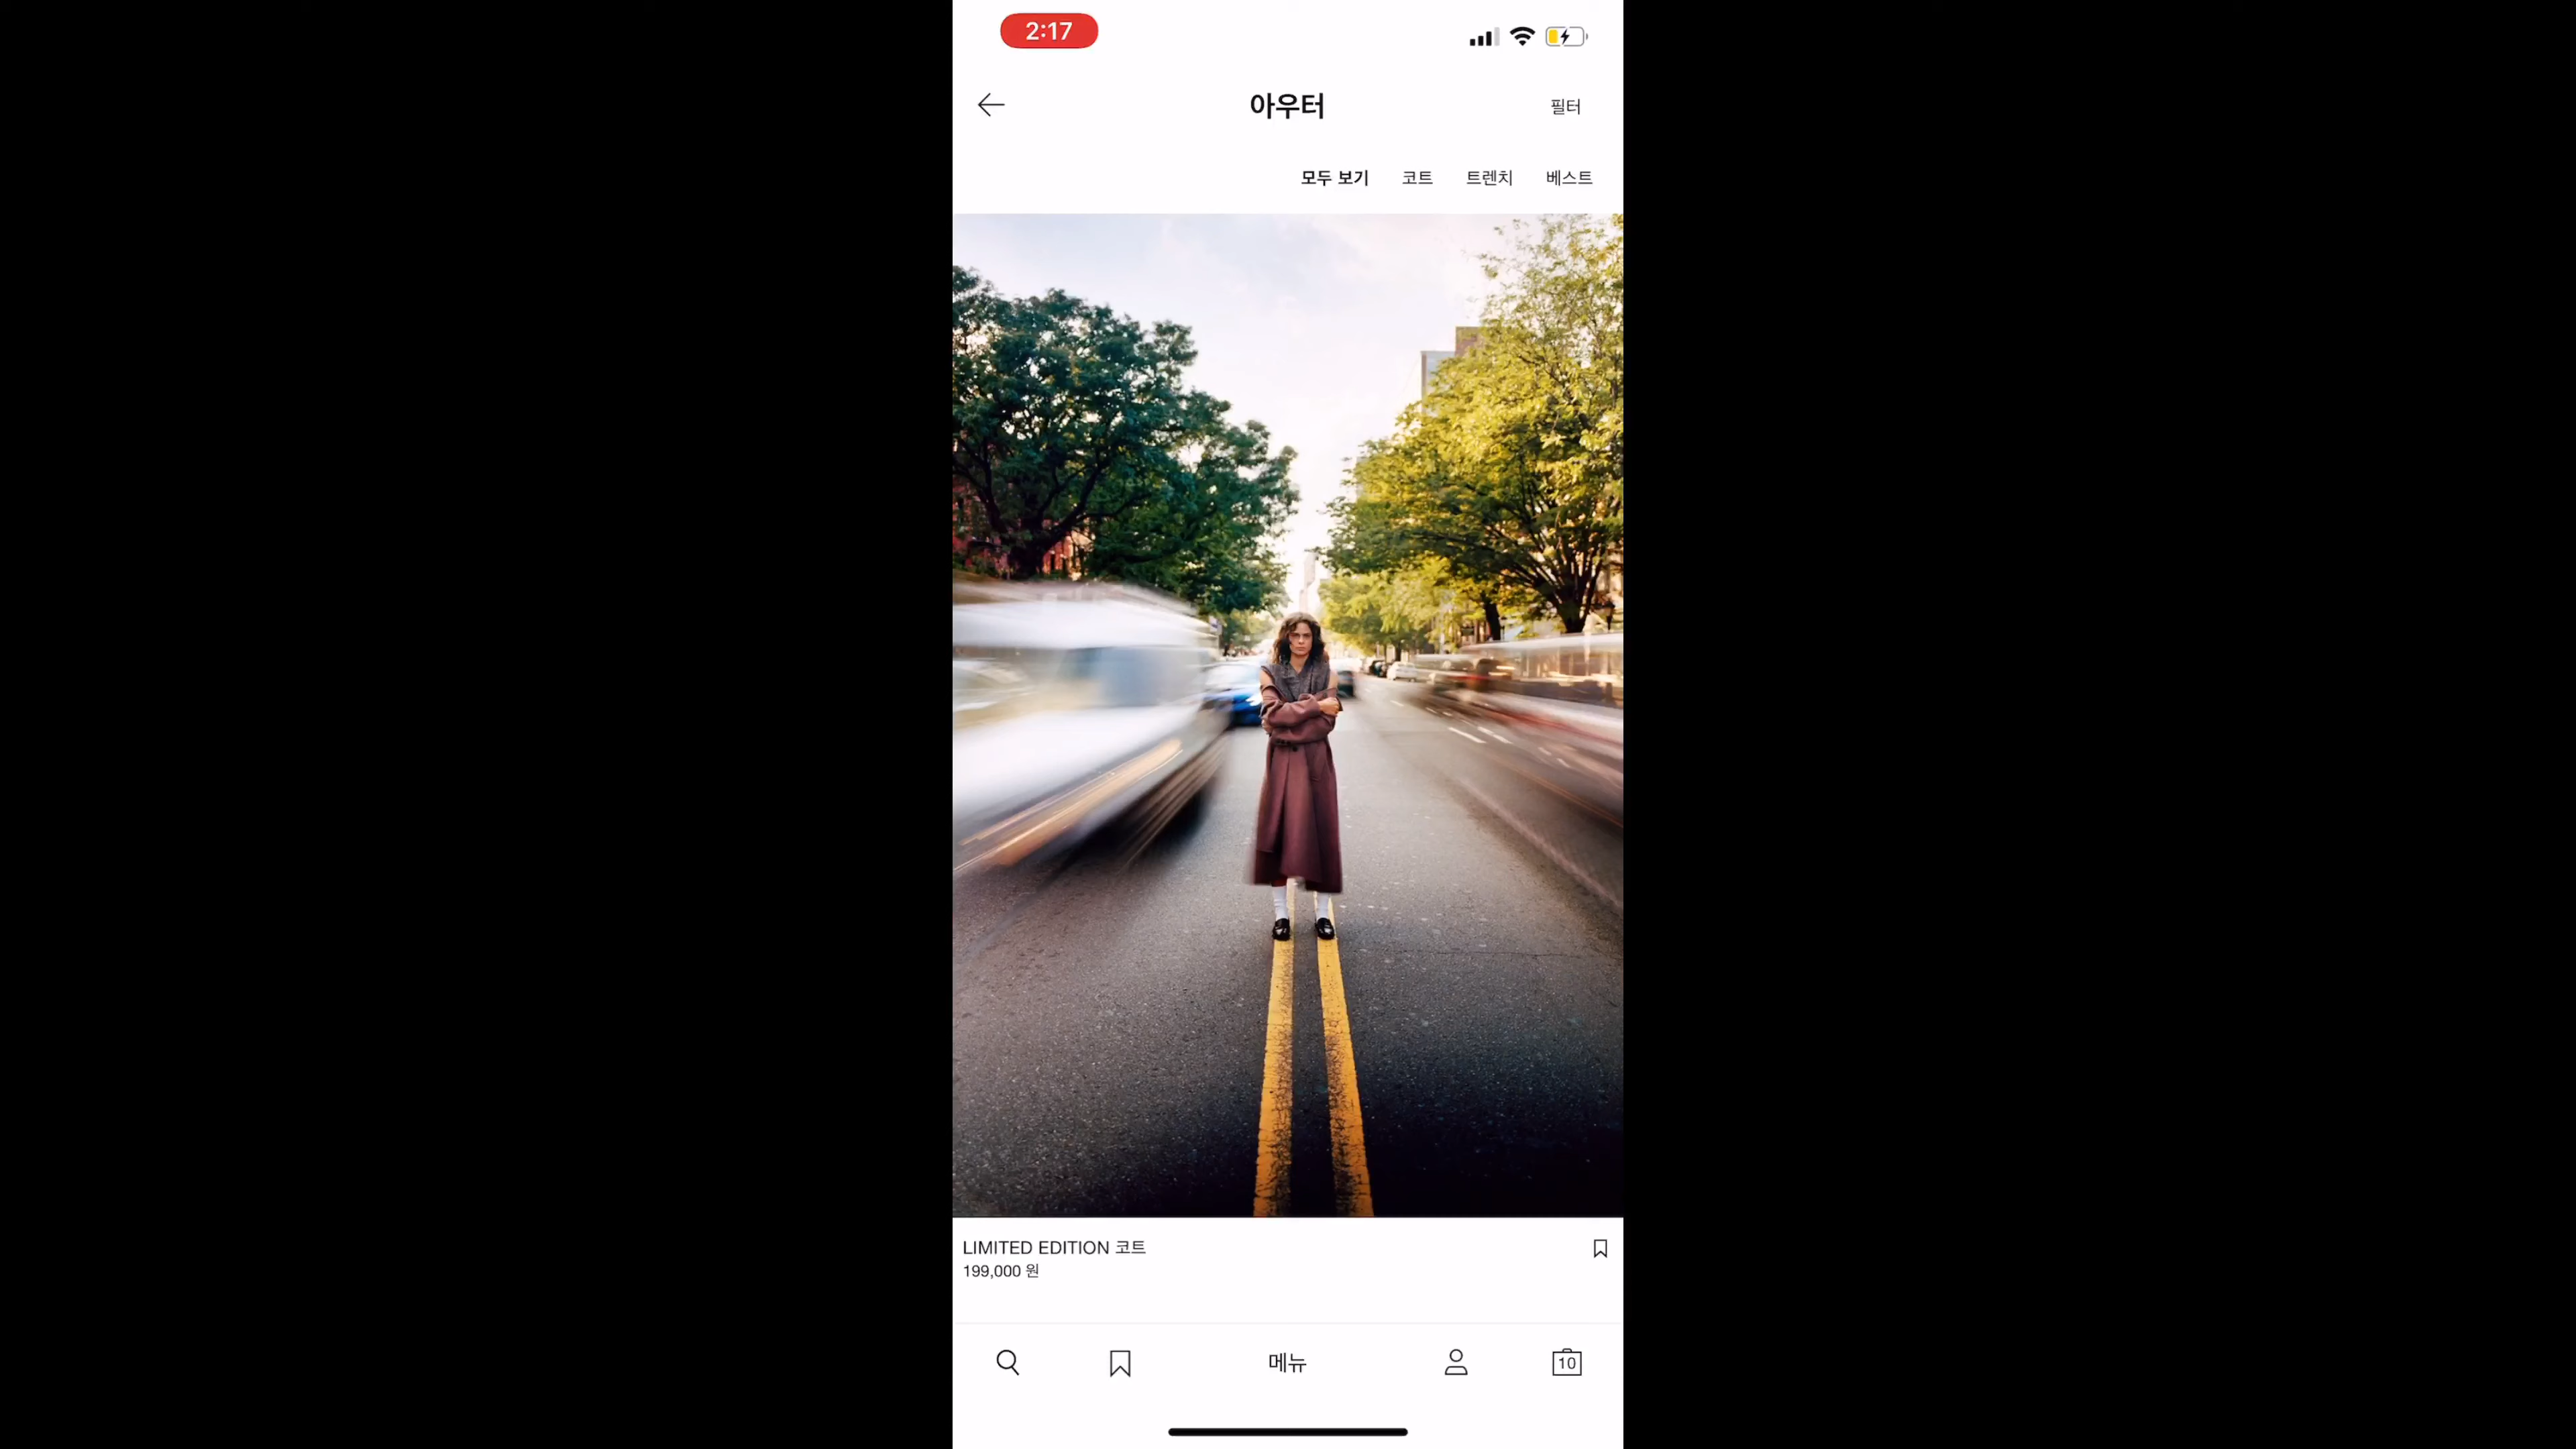 2:17
아우터
필터
모두 보기 코트 트렌치 베스트
LIMITED EDITION 코트
199,000 원
메뉴
10